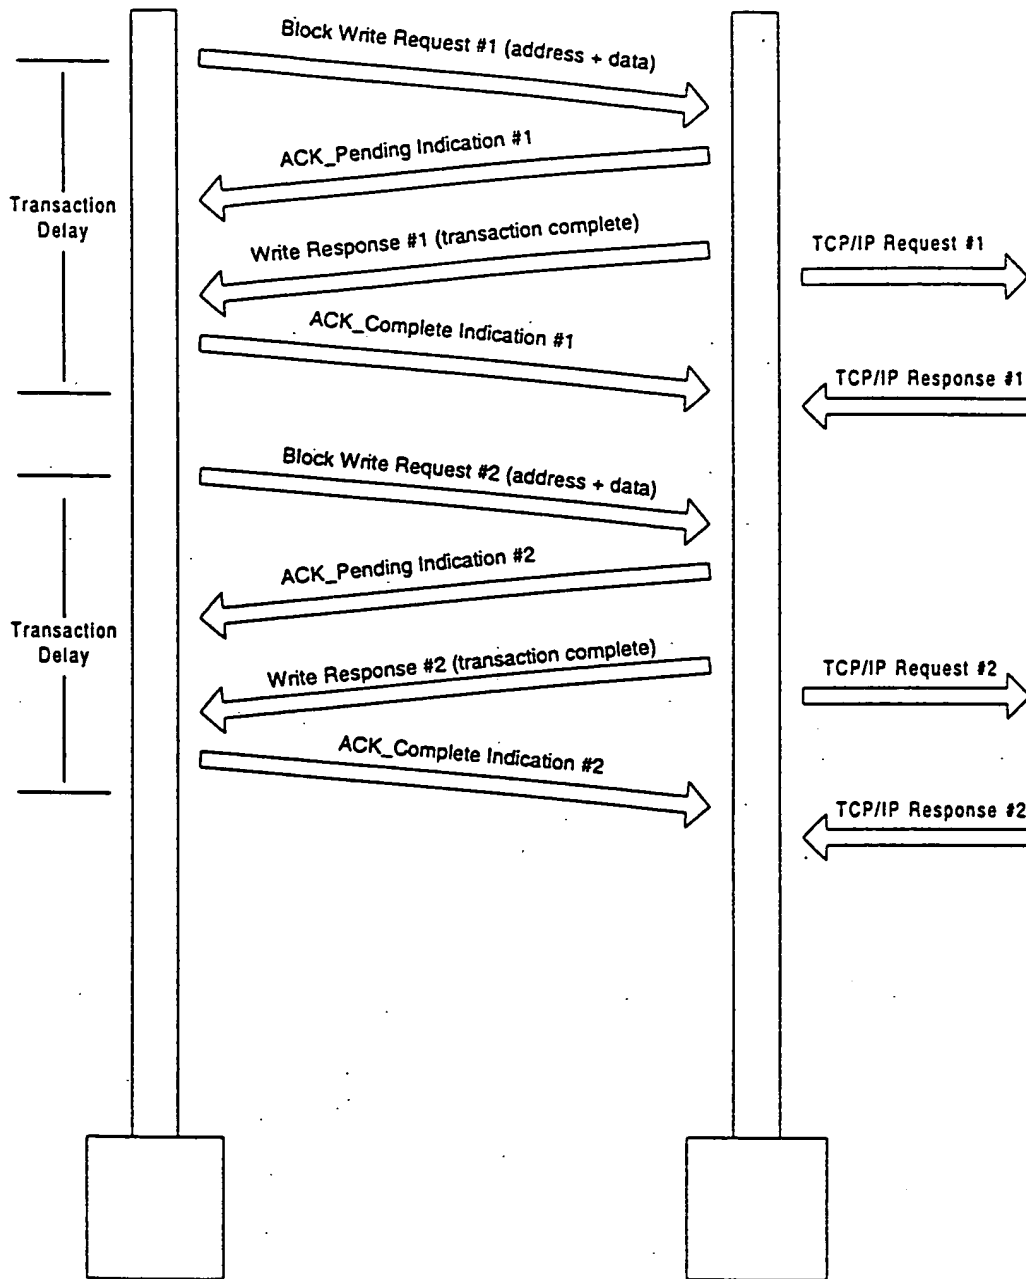 Block Write Request #1 (address + data)
ACK_Pending Indication #1
Transaction
Delay
Write Response #1 (transaction complete)
TCP/IP Request #1
ACK_Complete Indication #1
TCP/IP Response #1
Block Write Request #2 (address + data)
ACK_Pending Indication #2
Transaction
Delay
Write Response #2 (transaction complete)
TCP/IP Request #2
ACK_Complete Indication #2
TCP/IP Response #2